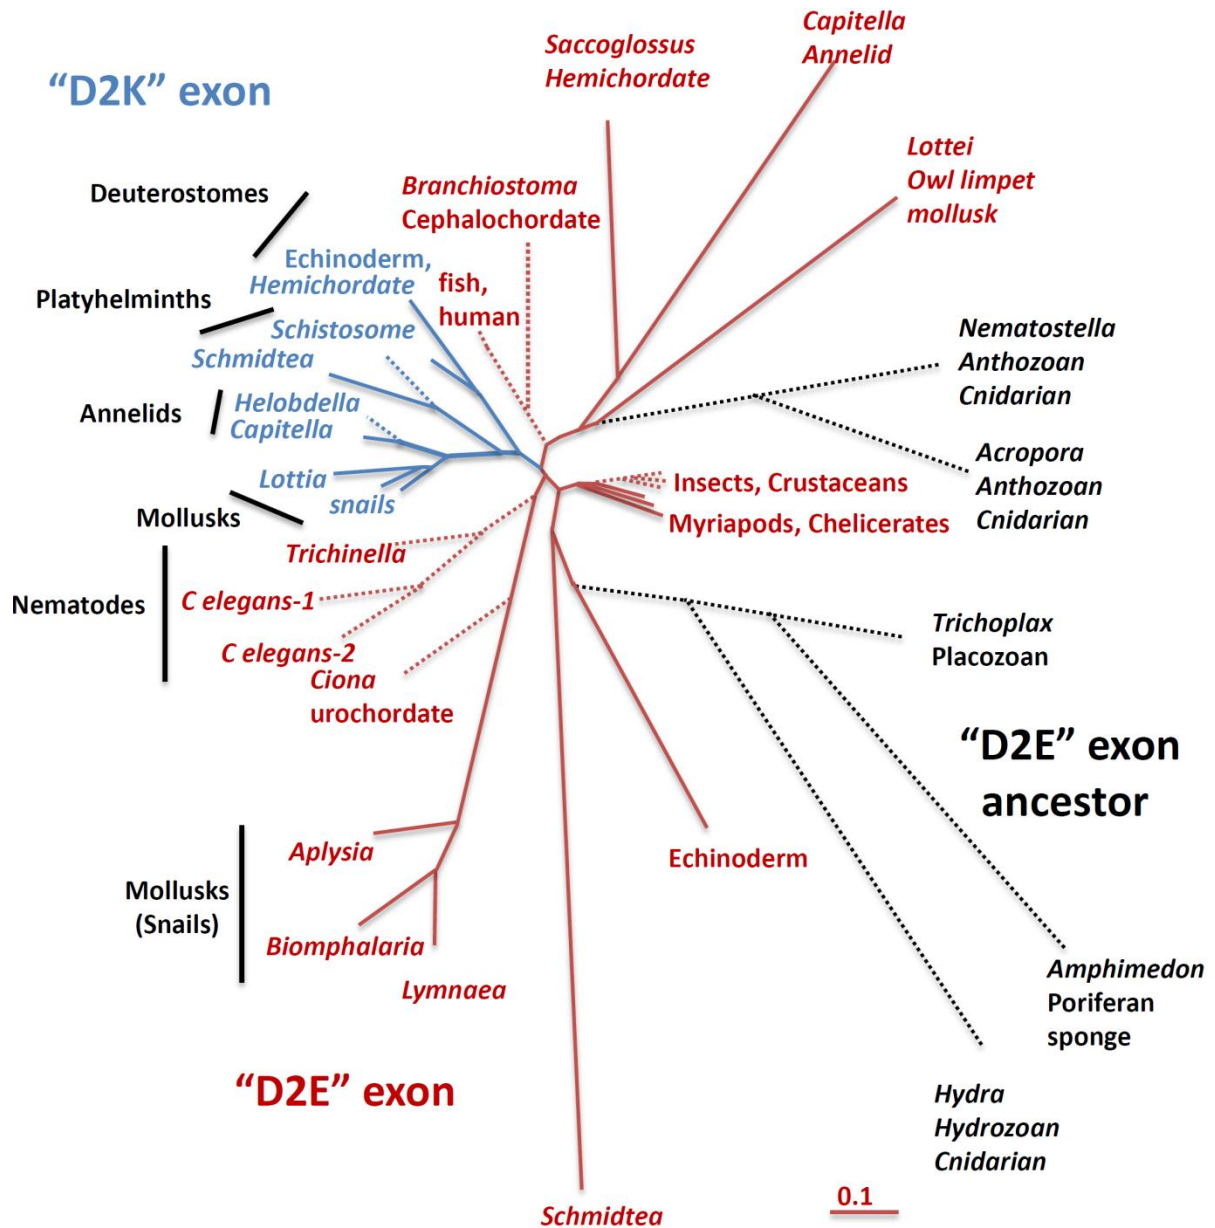 Capitella
Annelid
Saccoglossus
Hemichordate
“D2K” exon
Lottei
Owl limpet
mollusk
Deuterostomes
Branchiostoma
Cephalochordate
Echinoderm,
Hemichordate
fish,
human
Platyhelminths
Schistosome
Schmidtea
Nematostella
Anthozoan
Cnidarian
Annelids
Helobdella
Capitella
Acropora
Anthozoan
Cnidarian
Lottia
snails
Insects, Crustaceans
Myriapods, Chelicerates
Mollusks
Trichinella
Nematodes
C elegans-1
C elegans-2
Ciona
urochordate
Trichoplax
Placozoan
“D2E” exon
ancestor
Aplysia
Echinoderm
Mollusks
(Snails)
Biomphalaria
Lymnaea
Amphimedon
Poriferan
sponge
“D2E” exon
Hydra
Hydrozoan
Cnidarian
0.1
Schmidtea